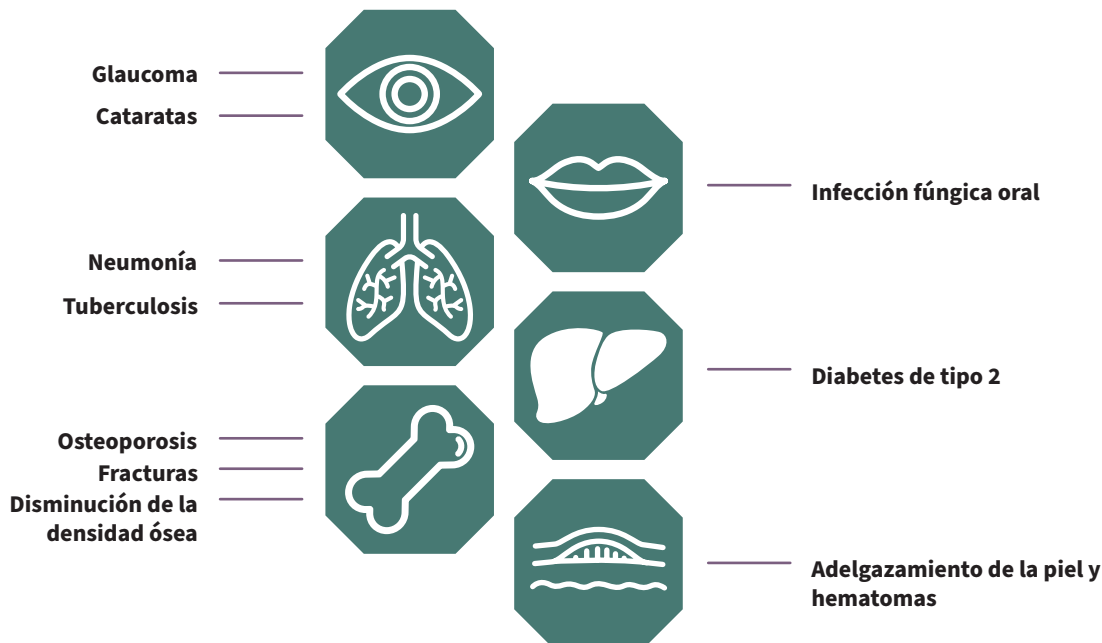 Glaucoma
Cataratas
Infección fúngica oral
Neumonía
Tuberculosis
Diabetes de tipo 2
Osteoporosis
Fracturas
Disminución de la
densidad ósea
Adelgazamiento de la piel y
hematomas